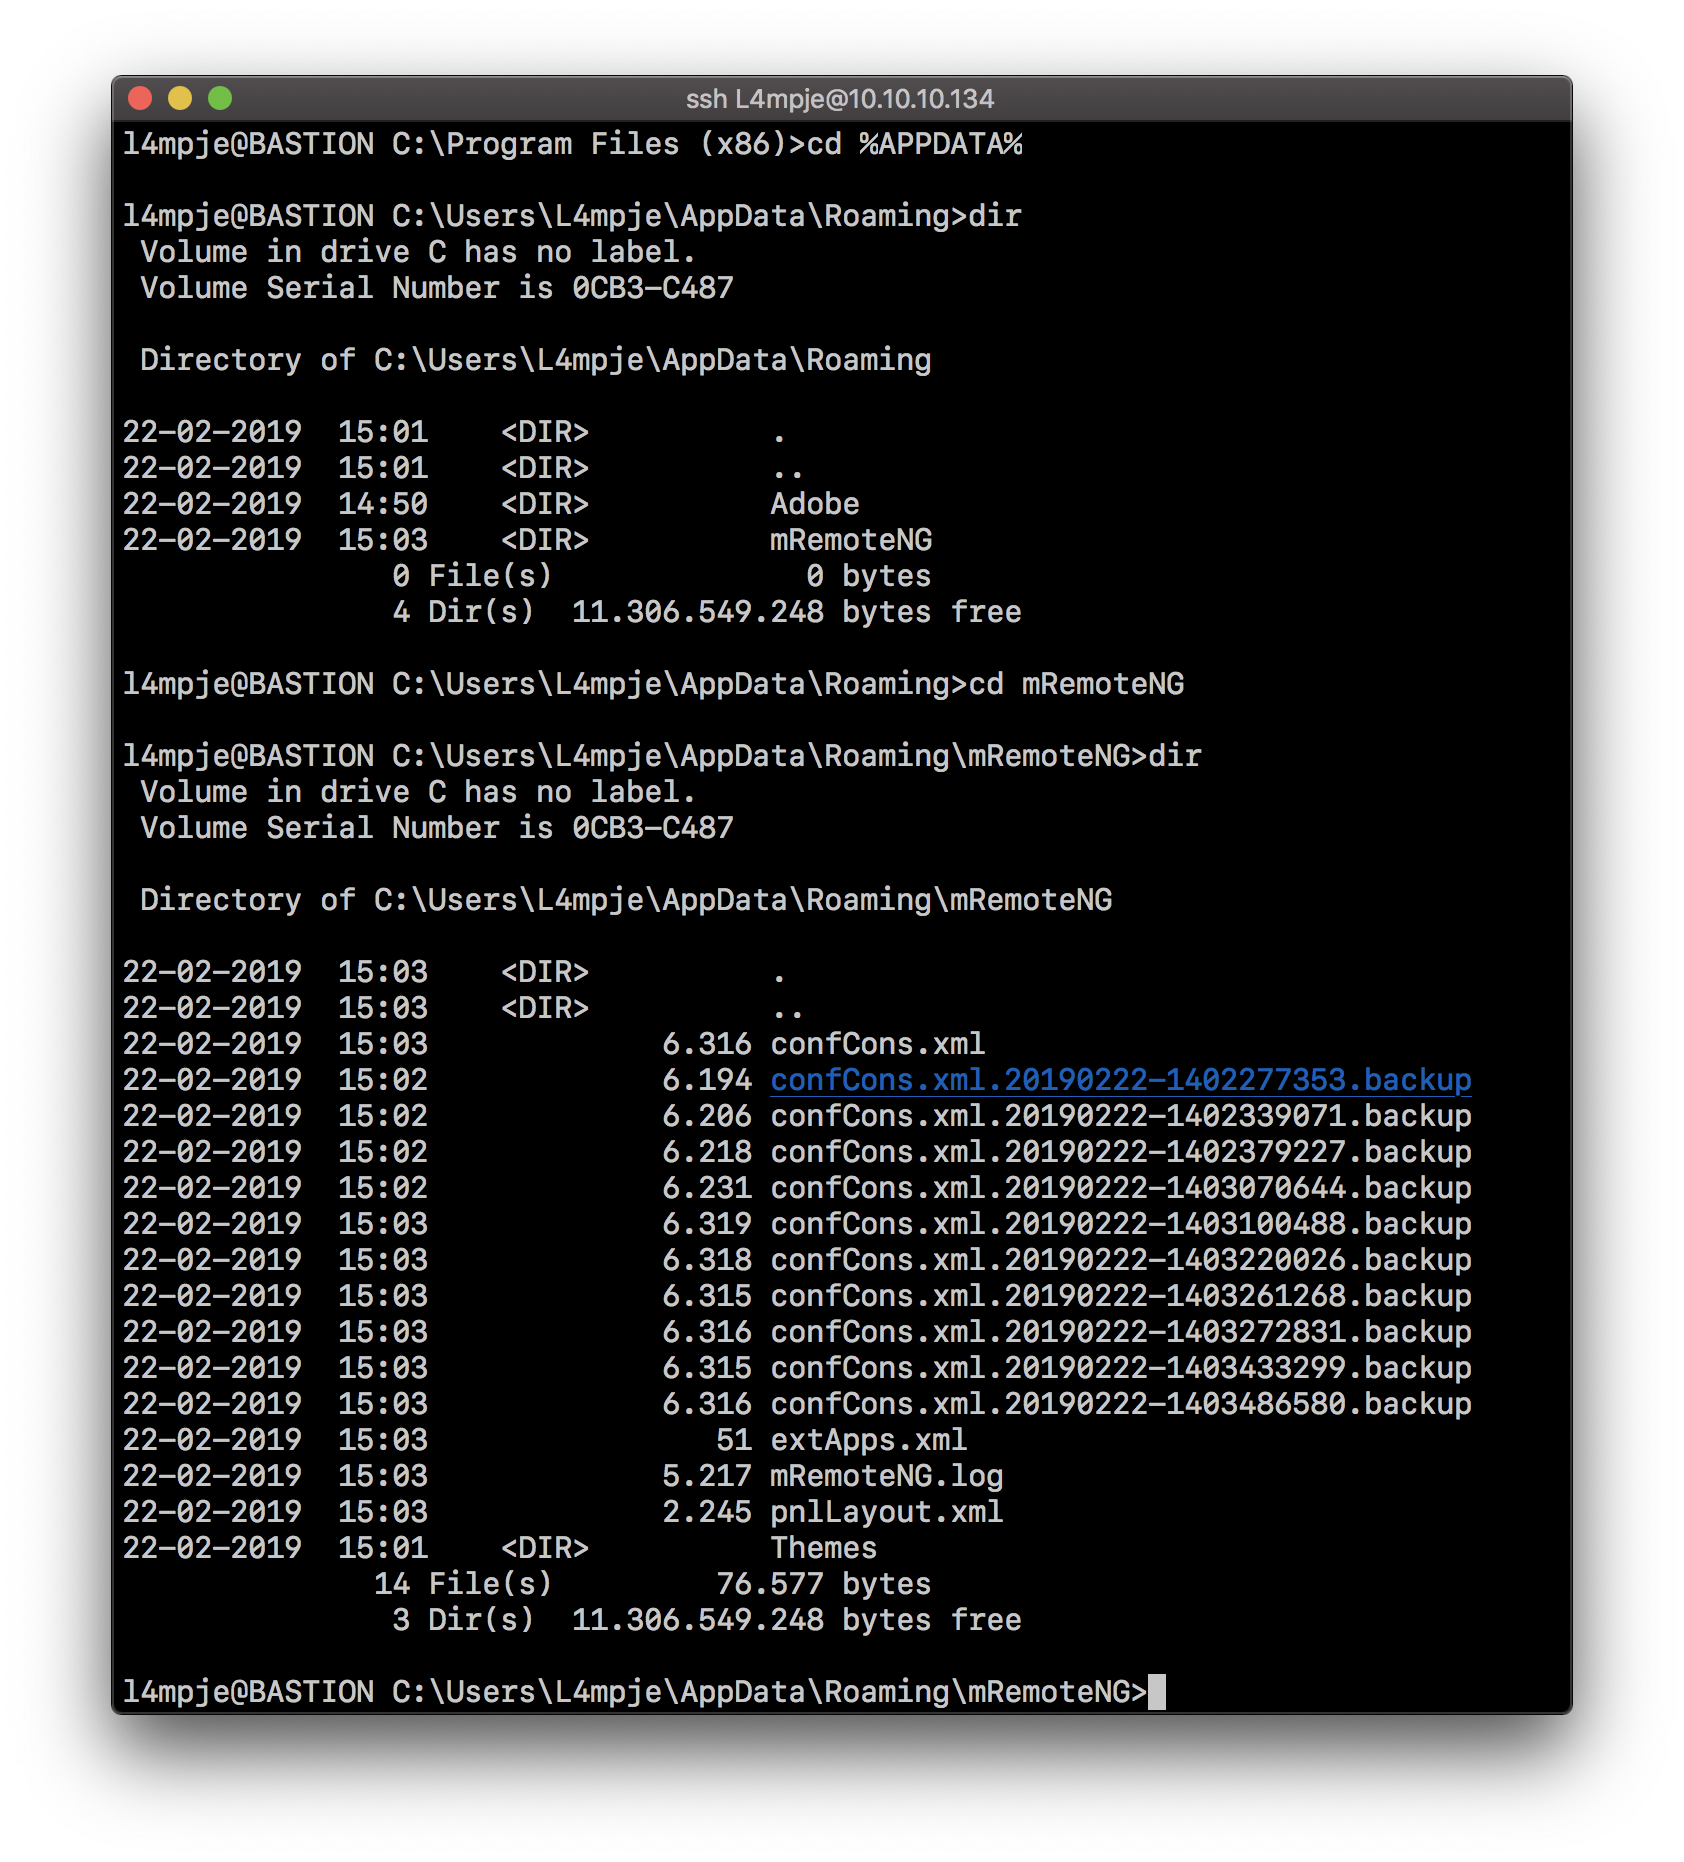 ssh L4mpje@10.10.10.134
l4mpje@BASTION C:\Program Files (x86)>cd %APPDATA%
l4mpje@BASTION C:\Users\L4mpje\AppData\Roaming>dir
Volume in drive C has no label.
Volume Serial Number is 0CB3-C487
Directory of C:\Users\L4mpje\AppData\Roaming
22-02-2019  15:01    <DIR>          .
22-02-2019  15:01    <DIR>          ..
22-02-2019  14:50    <DIR>          Adobe
22-02-2019  15:03    <DIR>          mRemoteNG
0 File(s)              0 bytes
4 Dir(s)  11.306.549.248 bytes free
l4mpje@BASTION C:\Users\L4mpje\AppData\Roaming>cd mRemoteNG
l4mpje@BASTION C:\Users\L4mpje\AppData\Roaming\mRemoteNG>dir
Volume in drive C has no label.
Volume Serial Number is 0CB3-C487
Directory of C:\Users\L4mpje\AppData\Roaming\mRemoteNG
22-02-2019  15:03    <DIR>          .
22-02-2019  15:03    <DIR>          ..
22-02-2019  15:03             6.316 confCons.xml
22-02-2019  15:02             6.194 confCons.xml.20190222-1402277353.backup
22-02-2019  15:02             6.206 confCons.xml.20190222-1402339071.backup
22-02-2019  15:02             6.218 confCons.xml.20190222-1402379227.backup
22-02-2019  15:02             6.231 confCons.xml.20190222-1403070644.backup
22-02-2019  15:03             6.319 confCons.xml.20190222-1403100488.backup
22-02-2019  15:03             6.318 confCons.xml.20190222-1403220026.backup
22-02-2019  15:03             6.315 confCons.xml.20190222-1403261268.backup
22-02-2019  15:03             6.316 confCons.xml.20190222-1403272831.backup
22-02-2019  15:03             6.315 confCons.xml.20190222-1403433299.backup
22-02-2019  15:03             6.316 confCons.xml.20190222-1403486580.backup
22-02-2019  15:03                51 extApps.xml
22-02-2019  15:03             5.217 mRemoteNG.log
22-02-2019  15:03             2.245 pnlLayout.xml
22-02-2019  15:01    <DIR>          Themes
14 File(s)         76.577 bytes
3 Dir(s)  11.306.549.248 bytes free
l4mpje@BASTION C:\Users\L4mpje\AppData\Roaming\mRemoteNG>